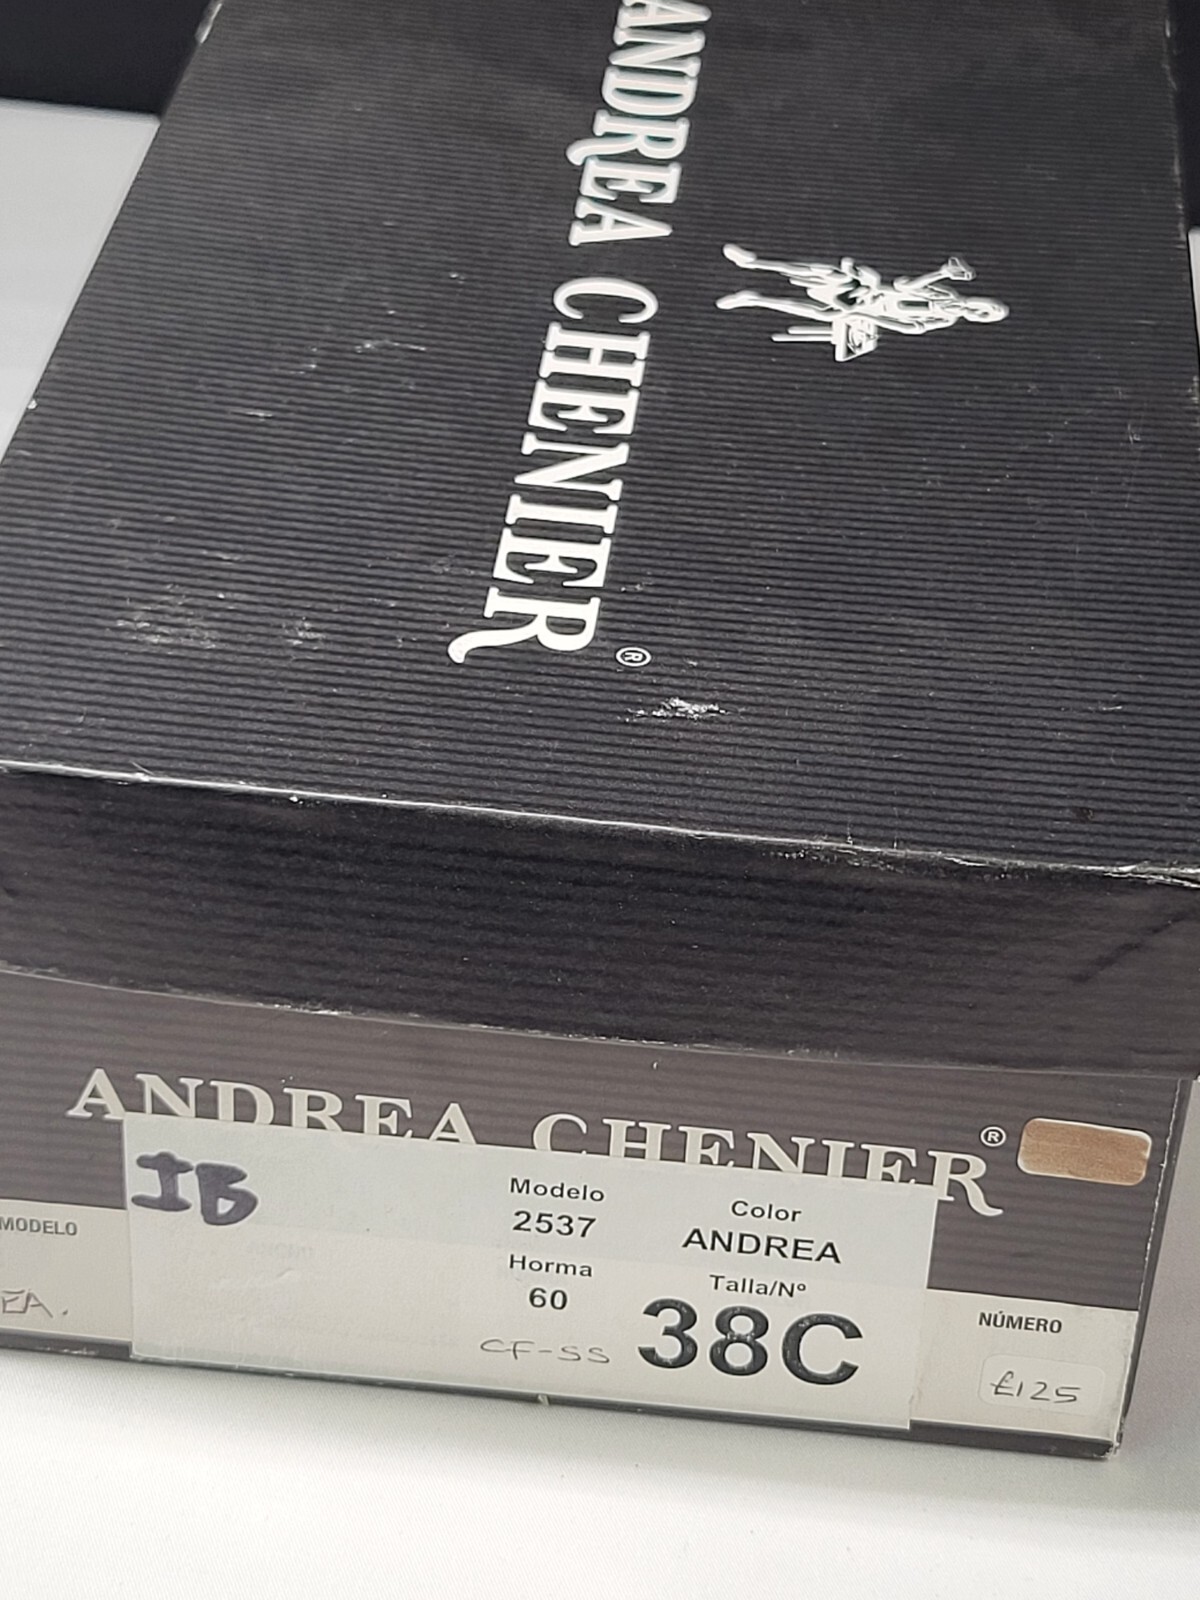 ANDREA CHENIER ®
ANDREA CHENIER ®
IB
Modelo
2537
Color
ANDREA
Horma
60
Talla/Nº
38C
CF-SS
MODELO
EA.
NÚMERO
£125